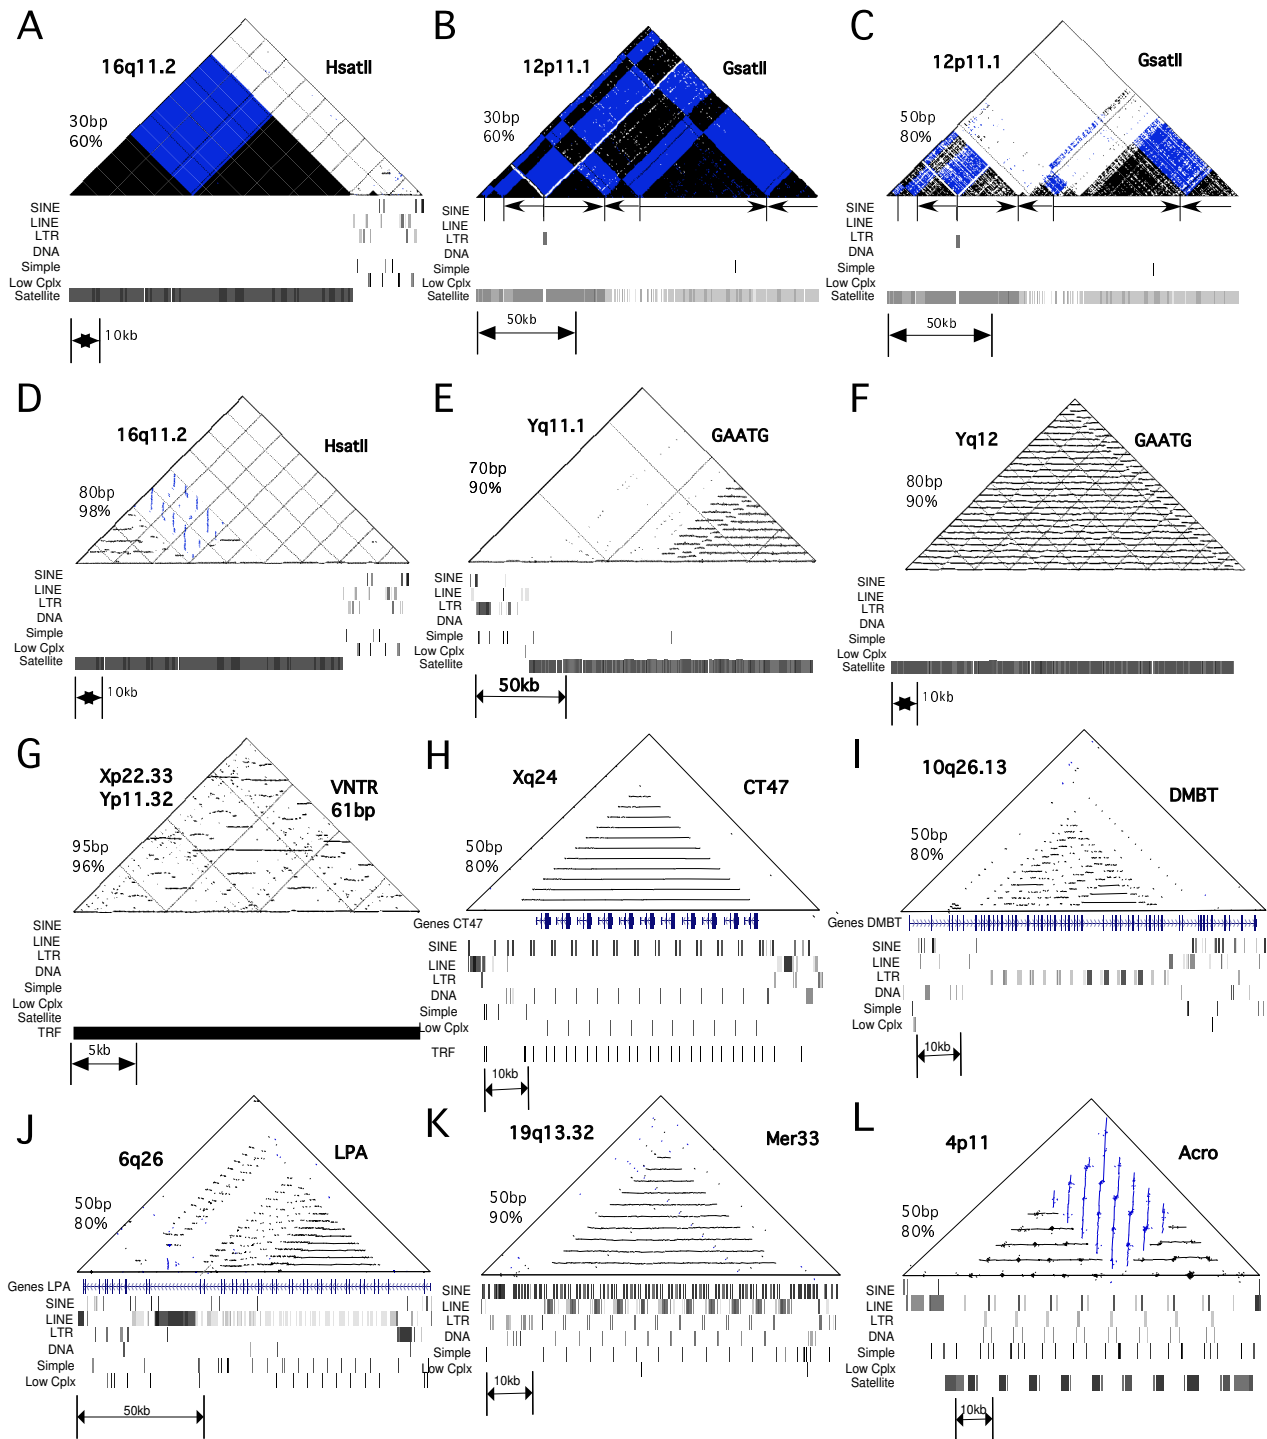 A
16q11.2
HsatII
30bp
60%
SINE
LINE
LTR
DNA
Simple
Low Cplx
Satellite
10kb
B
12p11.1
GsatII
30bp
60%
SINE
LINE
LTR
DNA
Simple
Low Cplx
Satellite
50kb
C
12p11.1
GsatII
50bp
80%
SINE
LINE
LTR
DNA
Simple
Low Cplx
Satellite
50kb
D
16q11.2
HsatII
80bp
98%
SINE
LINE
LTR
DNA
Simple
Low Cplx
Satellite
10kb
E
Yq11.1
GAATG
70bp
90%
SINE
LINE
LTR
DNA
Simple
Low Cplx
Satellite
50kb
F
Yq12
GAATG
80bp
90%
SINE
LINE
LTR
DNA
Simple
Low Cplx
Satellite
10kb
G
Xp22.33
Yp11.32
VNTR
61bp
95bp
96%
SINE
LINE
LTR
DNA
Simple
Low Cplx
Satellite
TRF
5kb
H
Xq24
CT47
50bp
80%
Genes CT47
SINE
LINE
LTR
DNA
Simple
Low Cplx
TRF
10kb
I
10q26.13
DMBT
50bp
80%
Genes DMBT
SINE
LINE
LTR
DNA
Simple
Low Cplx
10kb
J
6q26
LPA
50bp
80%
Genes LPA
SINE
LINE
LTR
DNA
Simple
Low Cplx
50kb
K
19q13.32
Mer33
50bp
90%
SINE
LINE
LTR
DNA
Simple
Low Cplx
10kb
L
4p11
Acro
50bp
80%
SINE
LINE
LTR
DNA
Simple
Low Cplx
Satellite
10kb